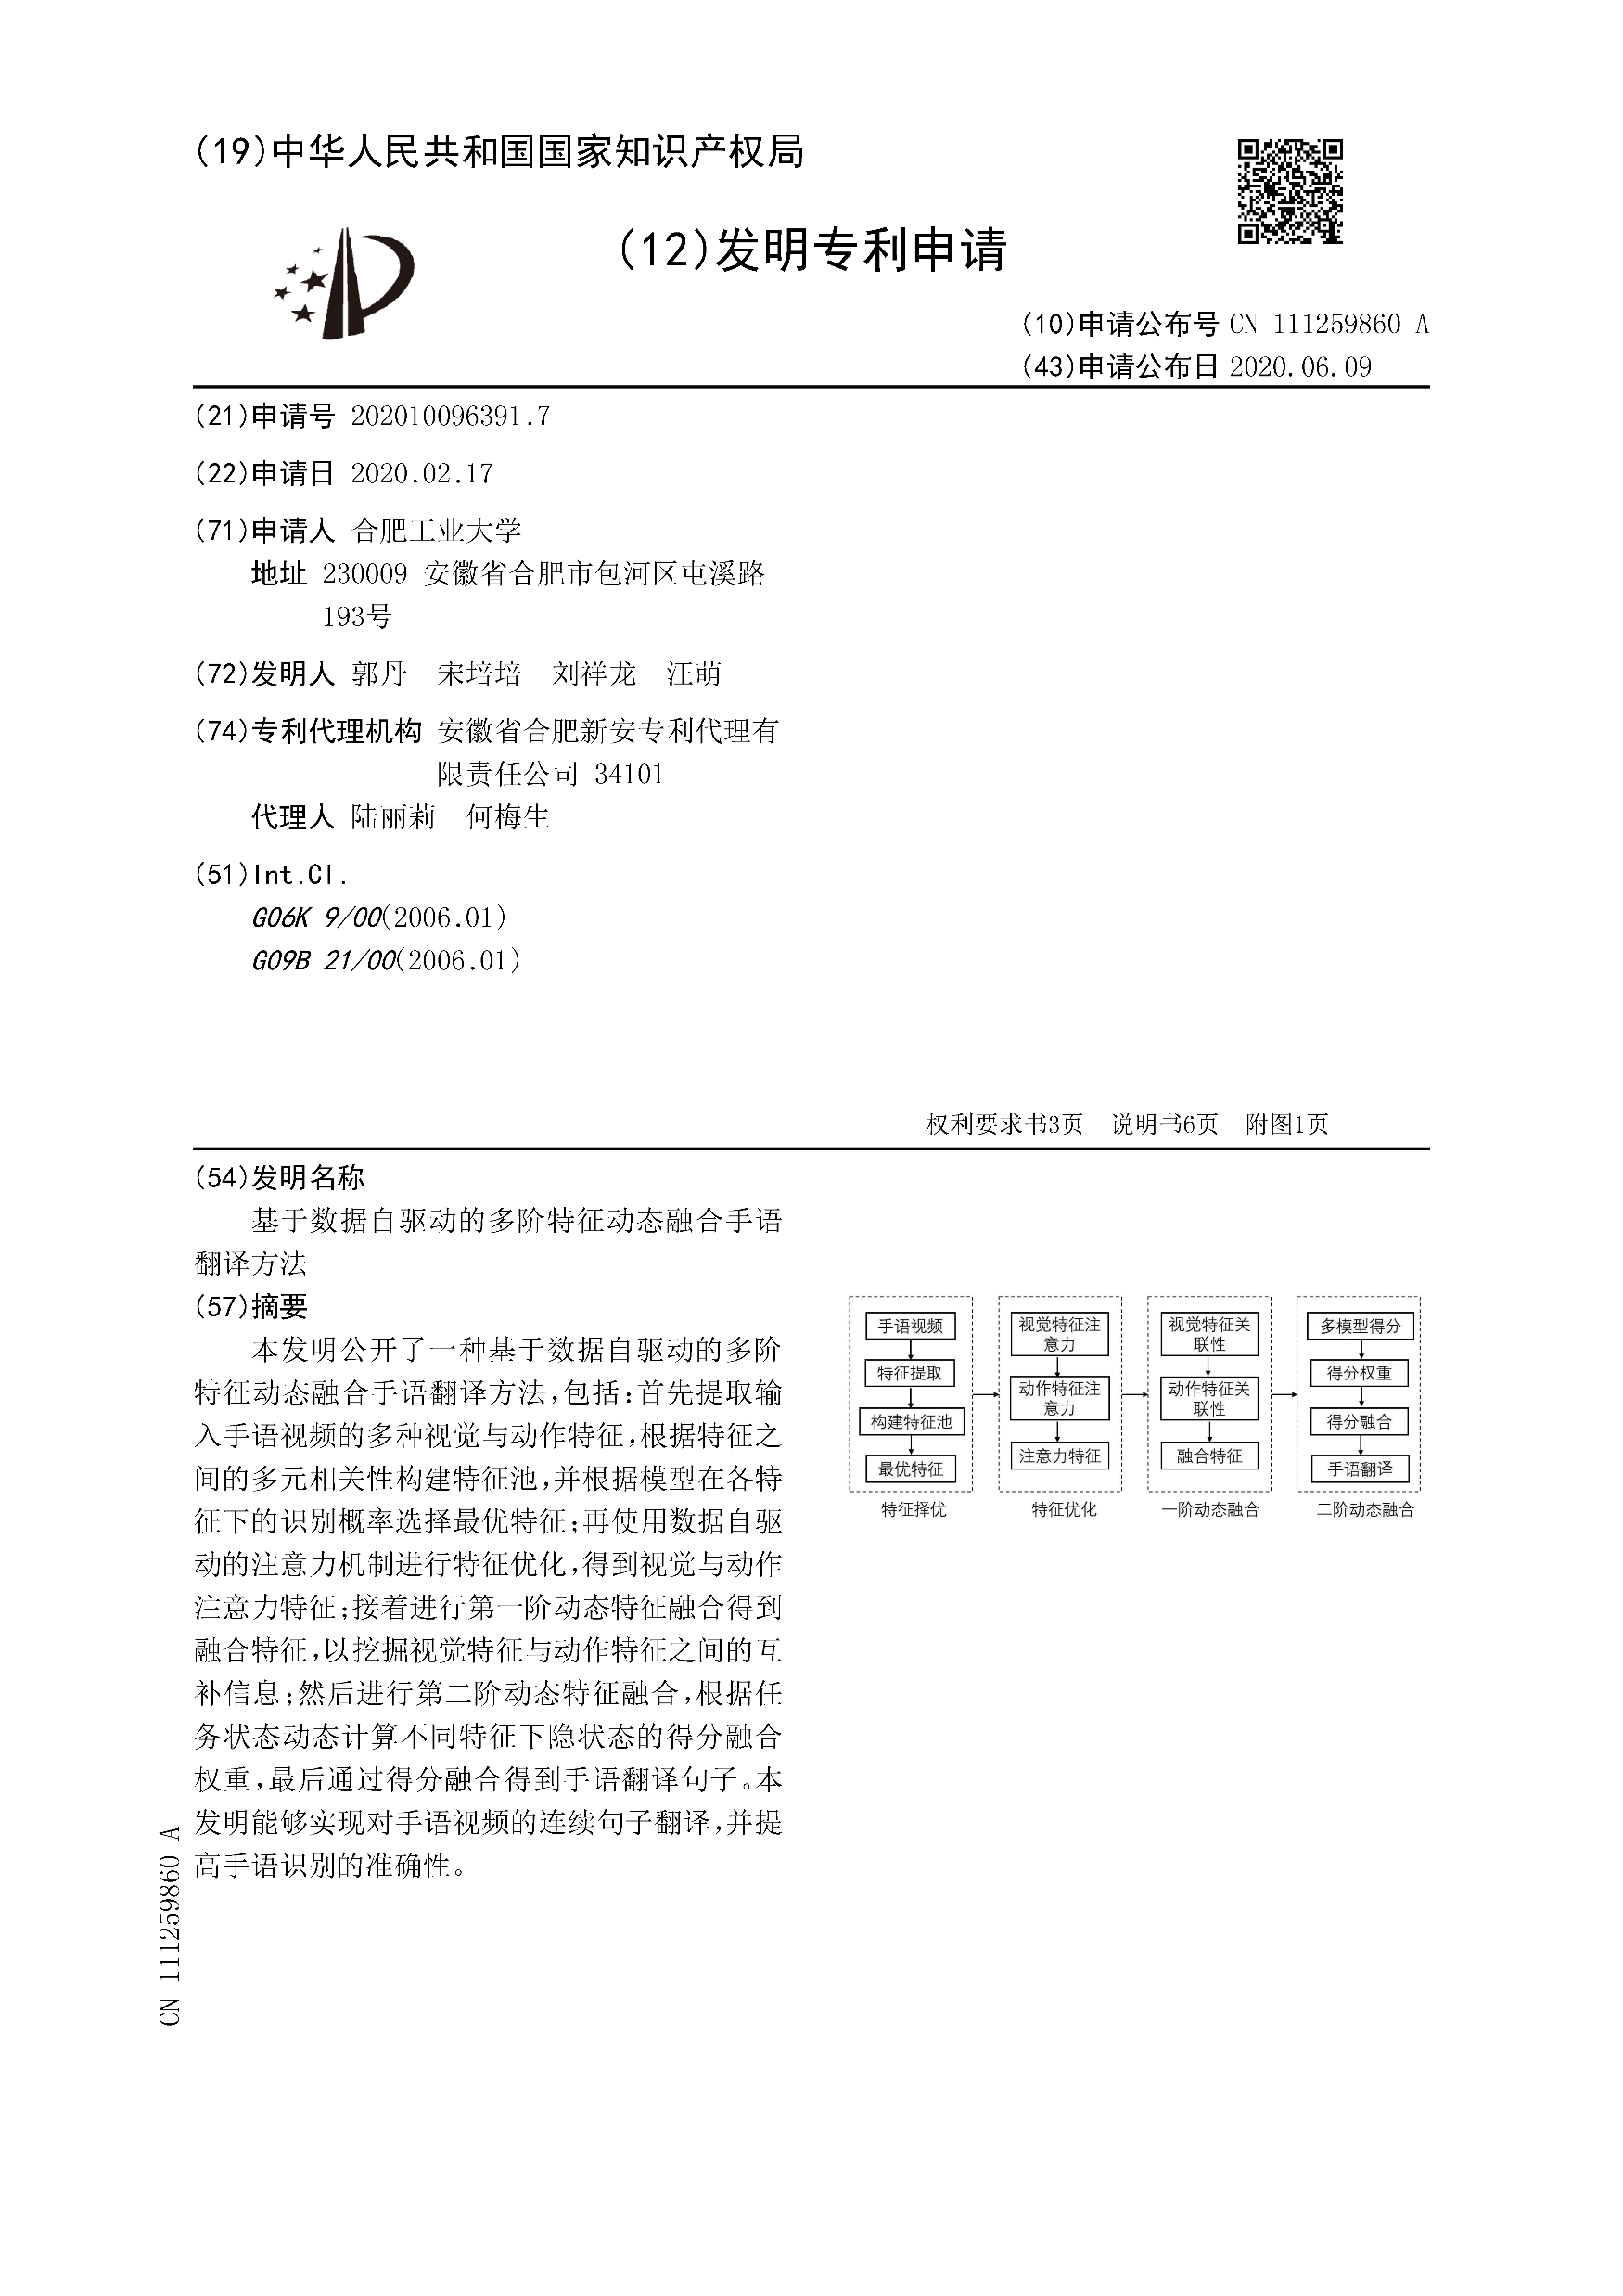 (19)中华人民共和国国家知识产权局
(12)发明专利申请
(10)申请公布号 CN 111259860 A
(43)申请公布日 2020.06.09
(21)申请号 202010096391.7
(22)申请日 2020.02.17
(71)申请人 合肥工业大学
地址 230009 安徽省合肥市包河区屯溪路
193号
(72)发明人 郭丹 宋培培 刘祥龙 汪萌
(74)专利代理机构 安徽省合肥新安专利代理有
限责任公司 34101
代理人 陆丽莉 何梅生
(51)Int.Cl.
G06K 9/00(2006.01)
G09B 21/00(2006.01)
权利要求书3页 说明书6页 附图1页
(54)发明名称
基于数据自驱动的多阶特征动态融合手语
翻译方法
(57)摘要
本发明公开了一种基于数据自驱动的多阶
特征动态融合手语翻译方法,包括:首先提取输
入手语视频的多种视觉与动作特征,根据特征之
间的多元相关性构建特征池,并根据模型在各特
征下的识别概率选择最优特征;再使用数据自驱
动的注意力机制进行特征优化,得到视觉与动作
注意力特征;接着进行第一阶动态特征融合得到
融合特征,以挖掘视觉特征与动作特征之间的互
补信息;然后进行第二阶动态特征融合,根据任
务状态动态计算不同特征下隐状态的得分融合
权重,最后通过得分融合得到手语翻译句子。本
发明能够实现对手语视频的连续句子翻译,并提
高手语识别的准确性。
手语视频
特征提取
构建特征池
最优特征
特征择优
视觉特征注
意力
动作特征注
意力
注意力特征
特征优化
视觉特征关
联性
动作特征关
联性
融合特征
一阶动态融合
多模型得分
得分权重
得分融合
手语翻译
二阶动态融合
CN 111259860 A